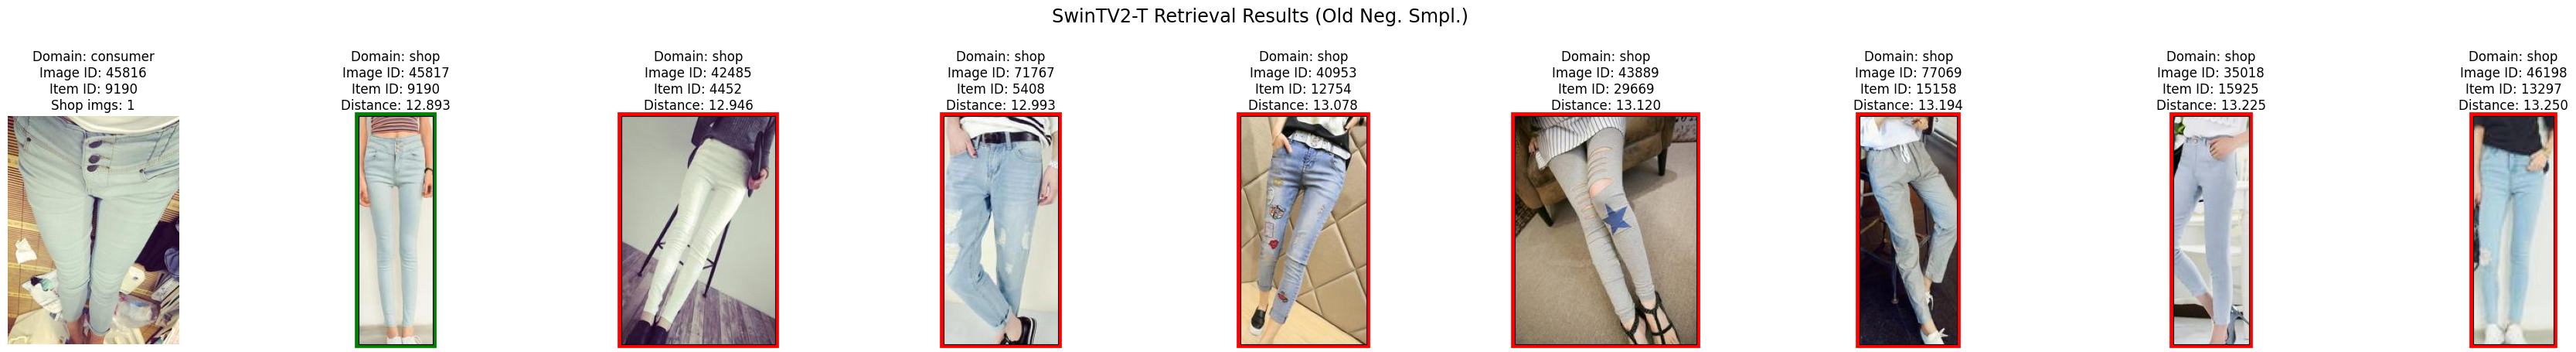 SwinTV2-T Retrieval Results (Old Neg. Smpl.)
Domain: consumer
Image ID: 45816
Item ID: 9190
Shop imgs: 1
Domain: shop
Image ID: 45817
Item ID: 9190
Distance: 12.893
Domain: shop
Image ID: 42485
Item ID: 4452
Distance: 12.946
Domain: shop
Image ID: 71767
Item ID: 5408
Distance: 12.993
Domain: shop
Image ID: 40953
Item ID: 12754
Distance: 13.078
Domain: shop
Image ID: 43889
Item ID: 29669
Distance: 13.120
Domain: shop
Image ID: 77069
Item ID: 15158
Distance: 13.194
Domain: shop
Image ID: 35018
Item ID: 15925
Distance: 13.225
Domain: shop
Image ID: 46198
Item ID: 13297
Distance: 13.250